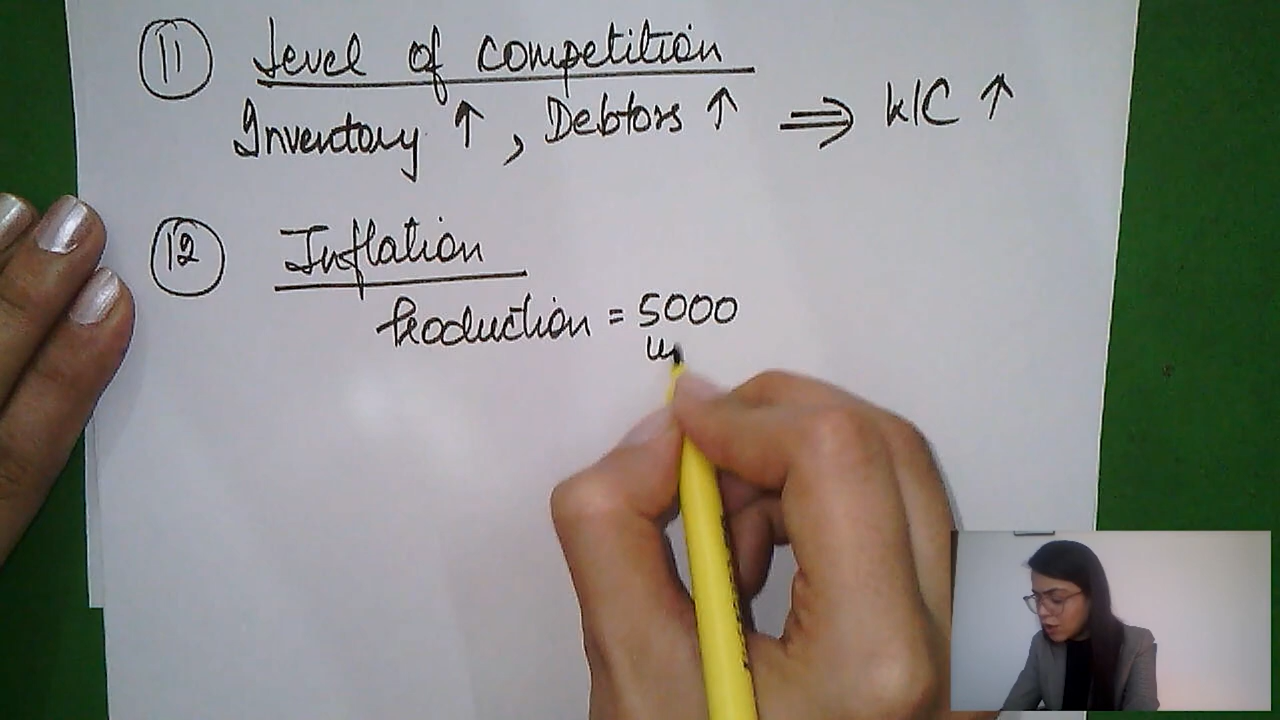 11 Level of competition
Inventory ↑ , Debtors ↑ ⇒ W/C ↑
12 Inflation
Production = 5000